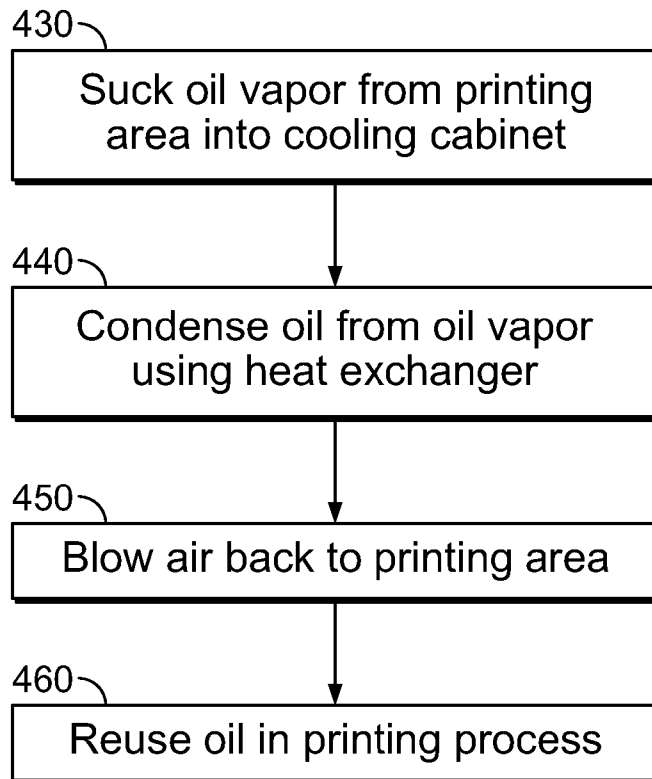 430
Suck oil vapor from printing
area into cooling cabinet
440
Condense oil from oil vapor
using heat exchanger
450
Blow air back to printing area
460
Reuse oil in printing process